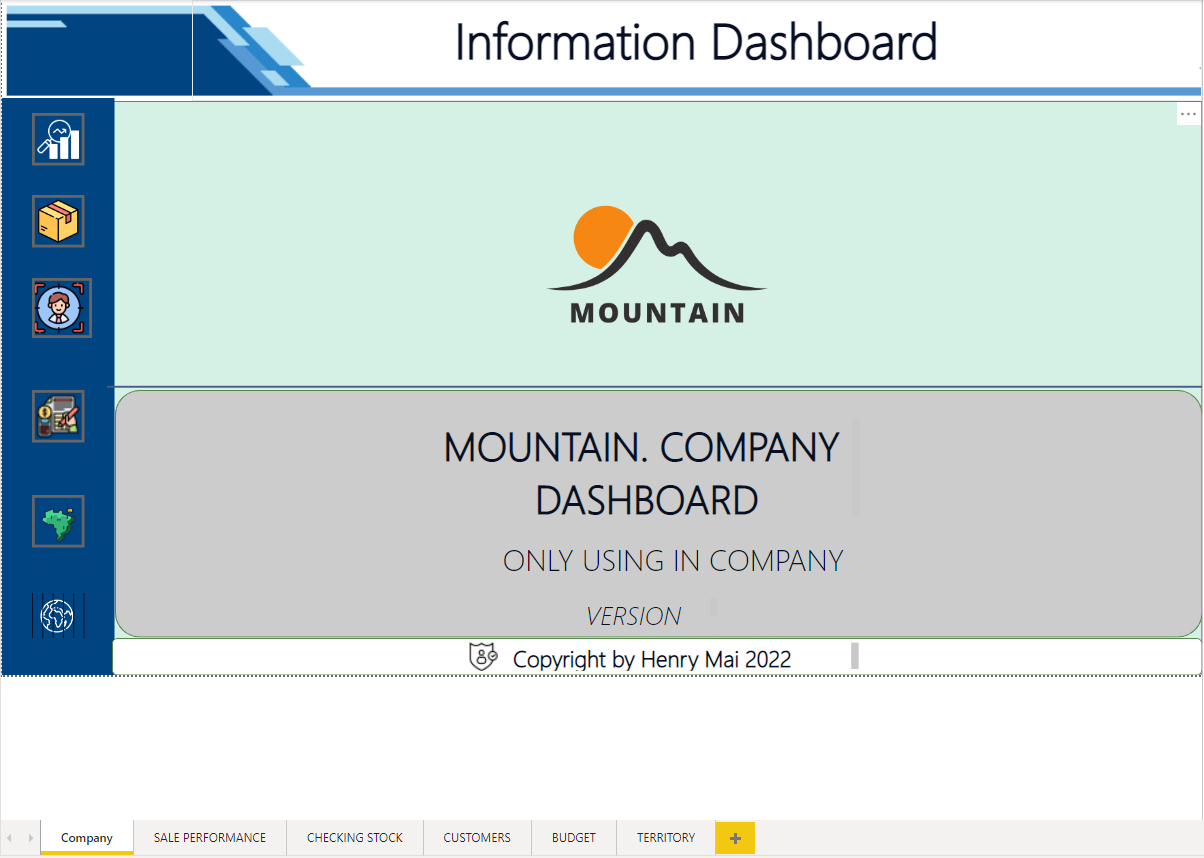 Information Dashboard
...
MOUNTAIN
MOUNTAIN. COMPANY
DASHBOARD
ONLY USING IN COMPANY
VERSION
Copyright by Henry Mai 2022
Company
SALE PERFORMANCE
CHECKING STOCK
CUSTOMERS
BUDGET
TERRITORY
+